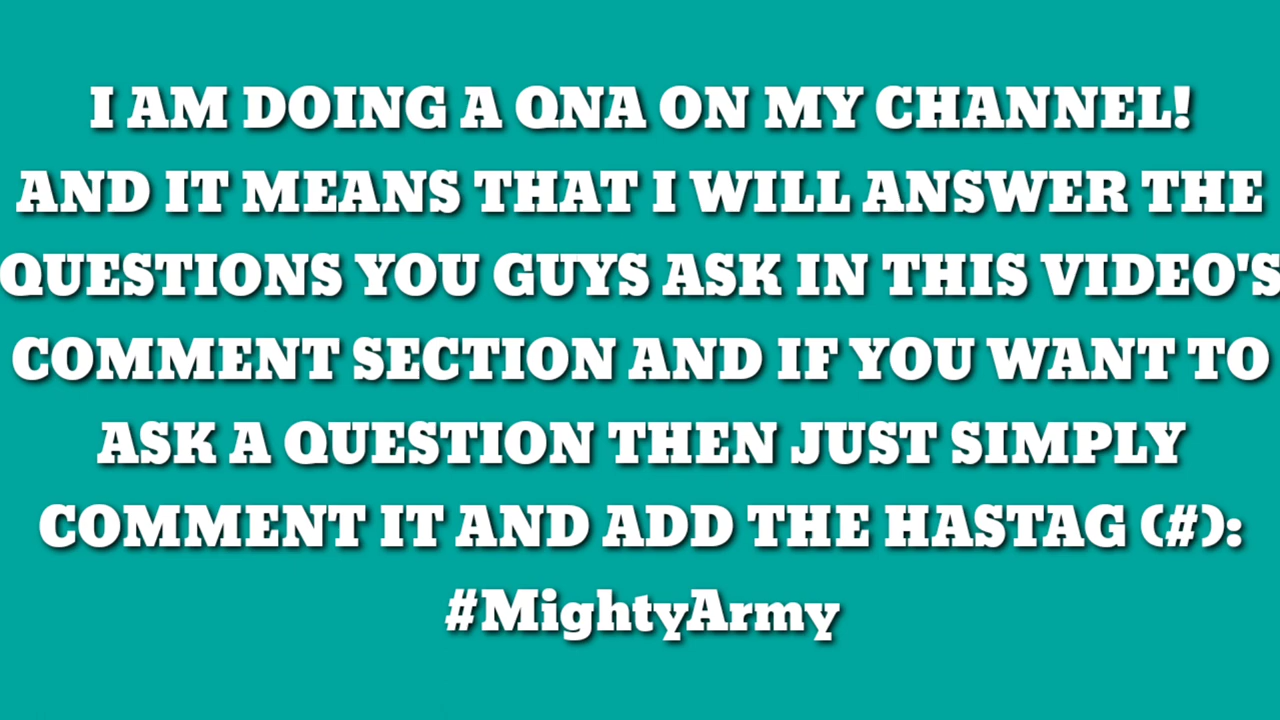 I AM DOING A QNA ON MY CHANNEL!
AND IT MEANS THAT I WILL ANSWER THE
QUESTIONS YOU GUYS ASK IN THIS VIDEO'S
COMMENT SECTION AND IF YOU WANT TO
ASK A QUESTION THEN JUST SIMPLY
COMMENT IT AND ADD THE HASTAG (#):
#MightyArmy